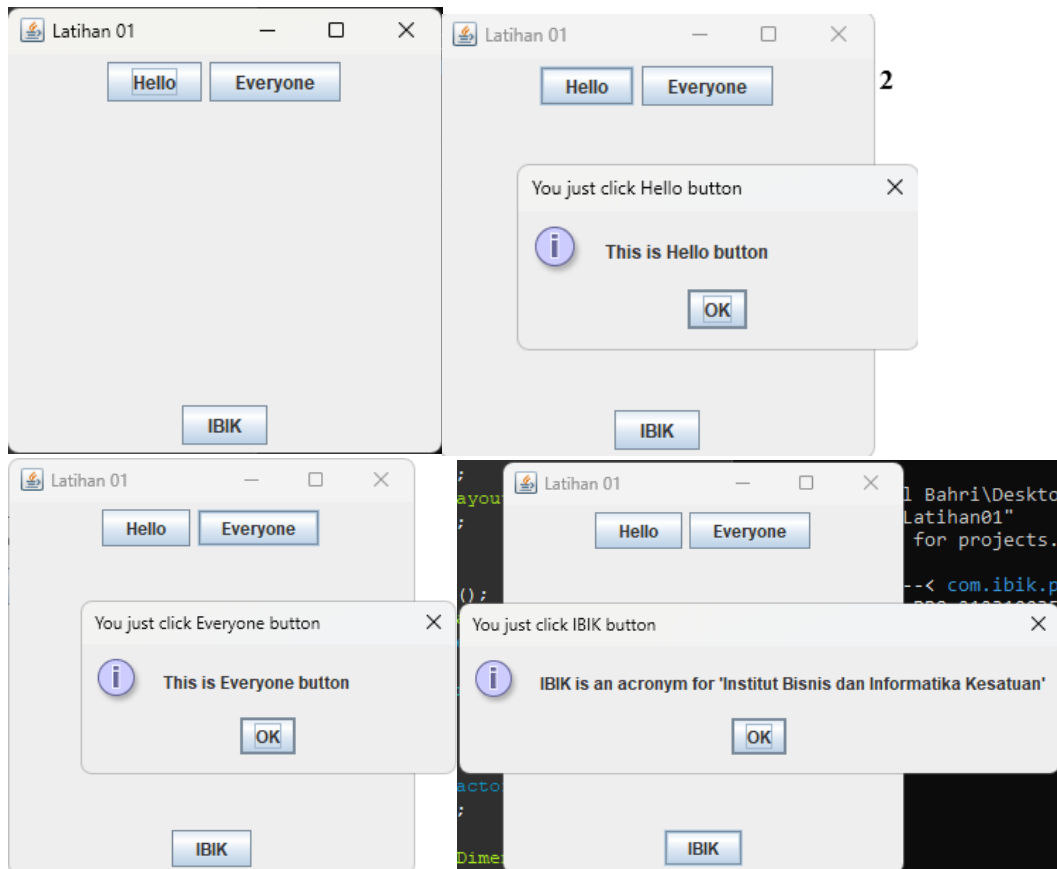 Latihan 01
Hello Everyone
IBIK
Latihan 01
Hello Everyone
2
You just click Hello button
This is Hello button
OK
IBIK
Latihan 01
Hello Everyone
You just click Everyone button
This is Everyone button
OK
IBIK
;
ayou
;
();
acto
;
Dime
Latihan 01
Hello Everyone
l Bahri\Deskto
Latihan01"
for projects.
--< com.ibik.p
You just click IBIK button
IBIK is an acronym for 'Institut Bisnis dan Informatika Kesatuan'
OK
IBIK